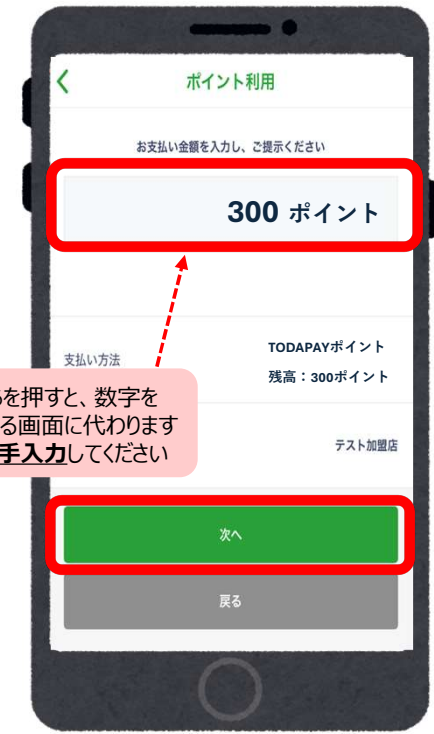 ポイント利用
お支払い金額を入力し、ご提示ください
300 ポイント
支払い方法
TODAPAYポイント
残高：300ポイント
を押すと、数字を
る画面に代わります
手入力してください
テスト加盟店
次へ
戻る